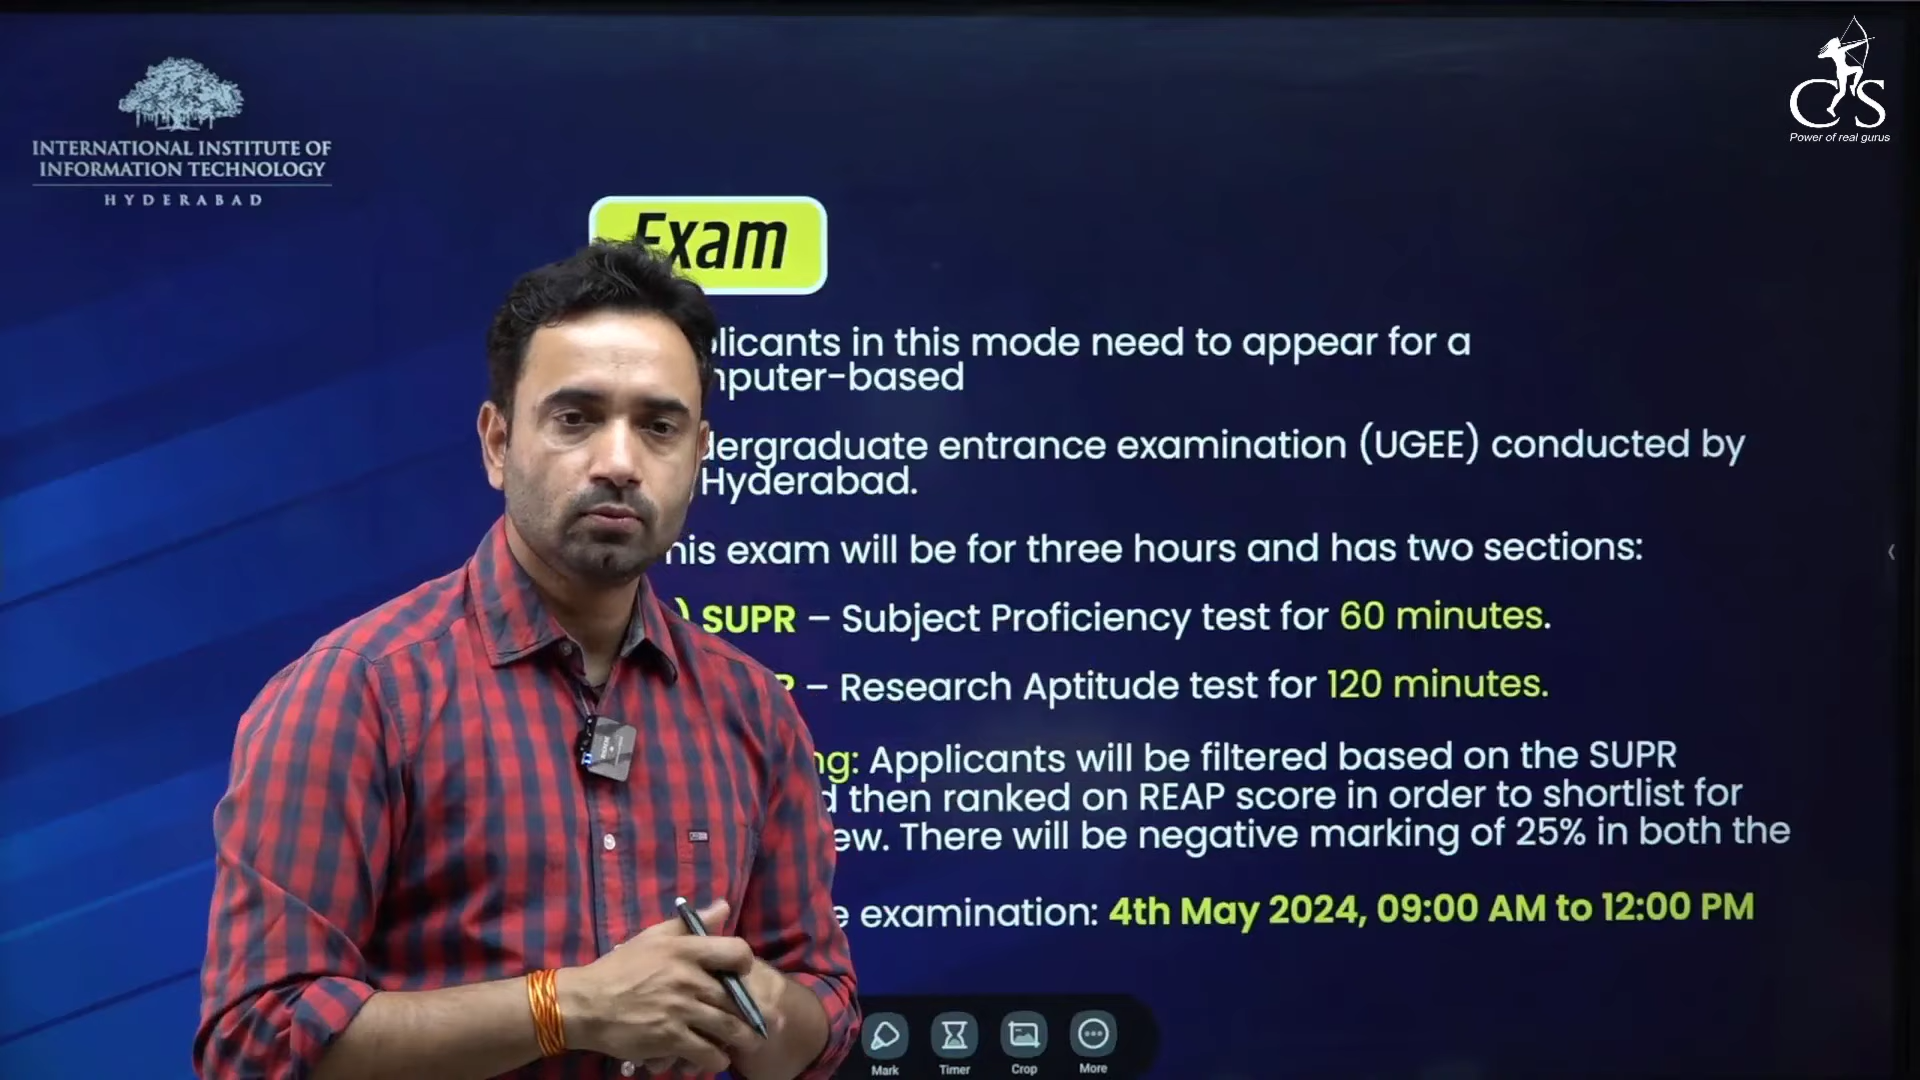 INTERNATIONAL INSTITUTE OF
INFORMATION TECHNOLOGY
HYDERABAD
CS
Power of real gurus
Exam
licants in this mode need to appear for a
puter-based
dergraduate entrance examination (UGEE) conducted by
Hyderabad.
his exam will be for three hours and has two sections:
) SUPR – Subject Proficiency test for 60 minutes.
P – Research Aptitude test for 120 minutes.
ng: Applicants will be filtered based on the SUPR
d then ranked on REAP score in order to shortlist for
ew. There will be negative marking of 25% in both the
e examination: 4th May 2024, 09:00 AM to 12:00 PM
Mark Timer Crop More